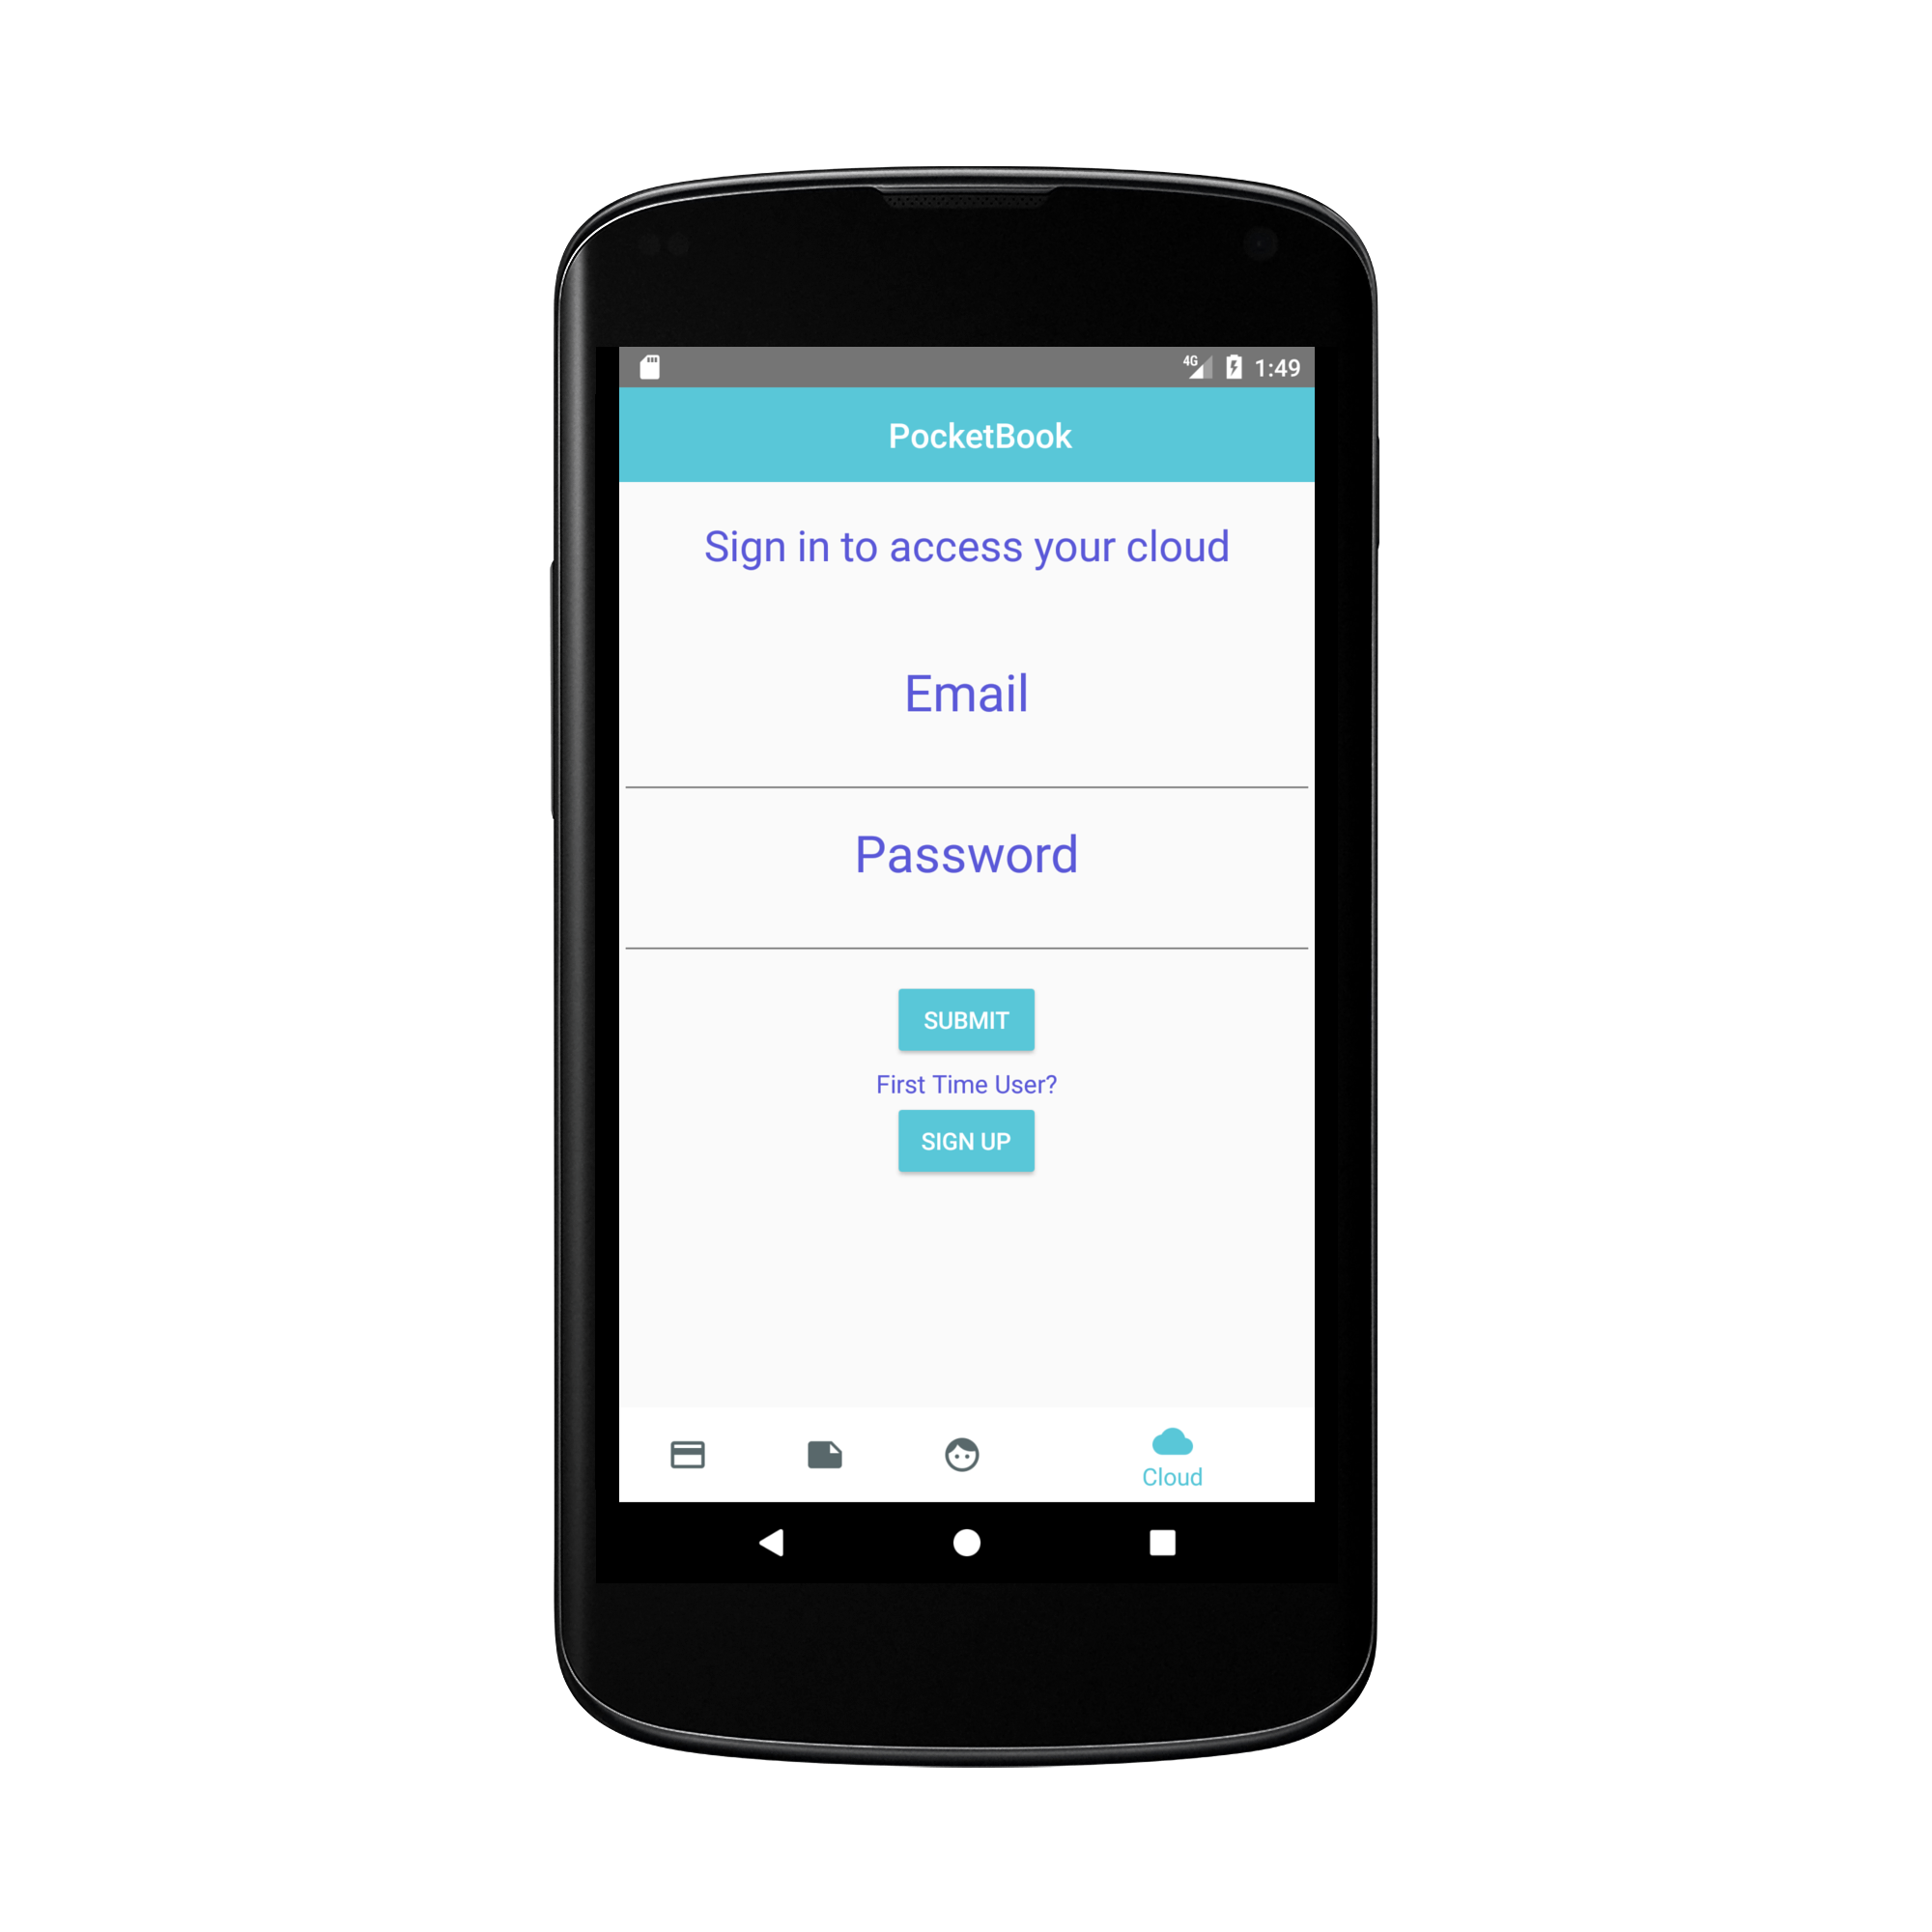 4G 1:49
PocketBook
Sign in to access your cloud
Email
Password
SUBMIT
First Time User?
SIGN UP
Cloud